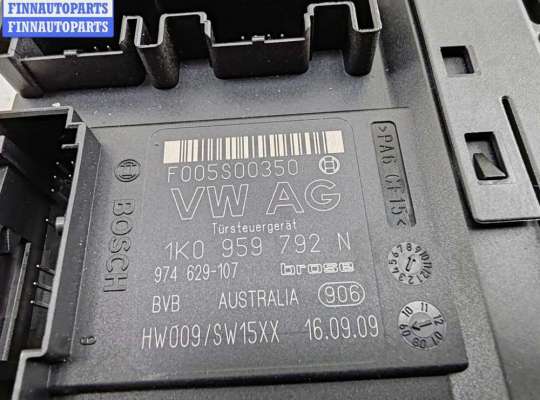 FINNAUTOPARTS
FINNAUTOPARTS
F005S00350
VW AG
Türsteuergerät
1K0 959 792 N
974 629-107 brose
BVB AUSTRALIA 906
HW009/SW15XX 16.09.09
BOSCH
>PA6 GF15<
9